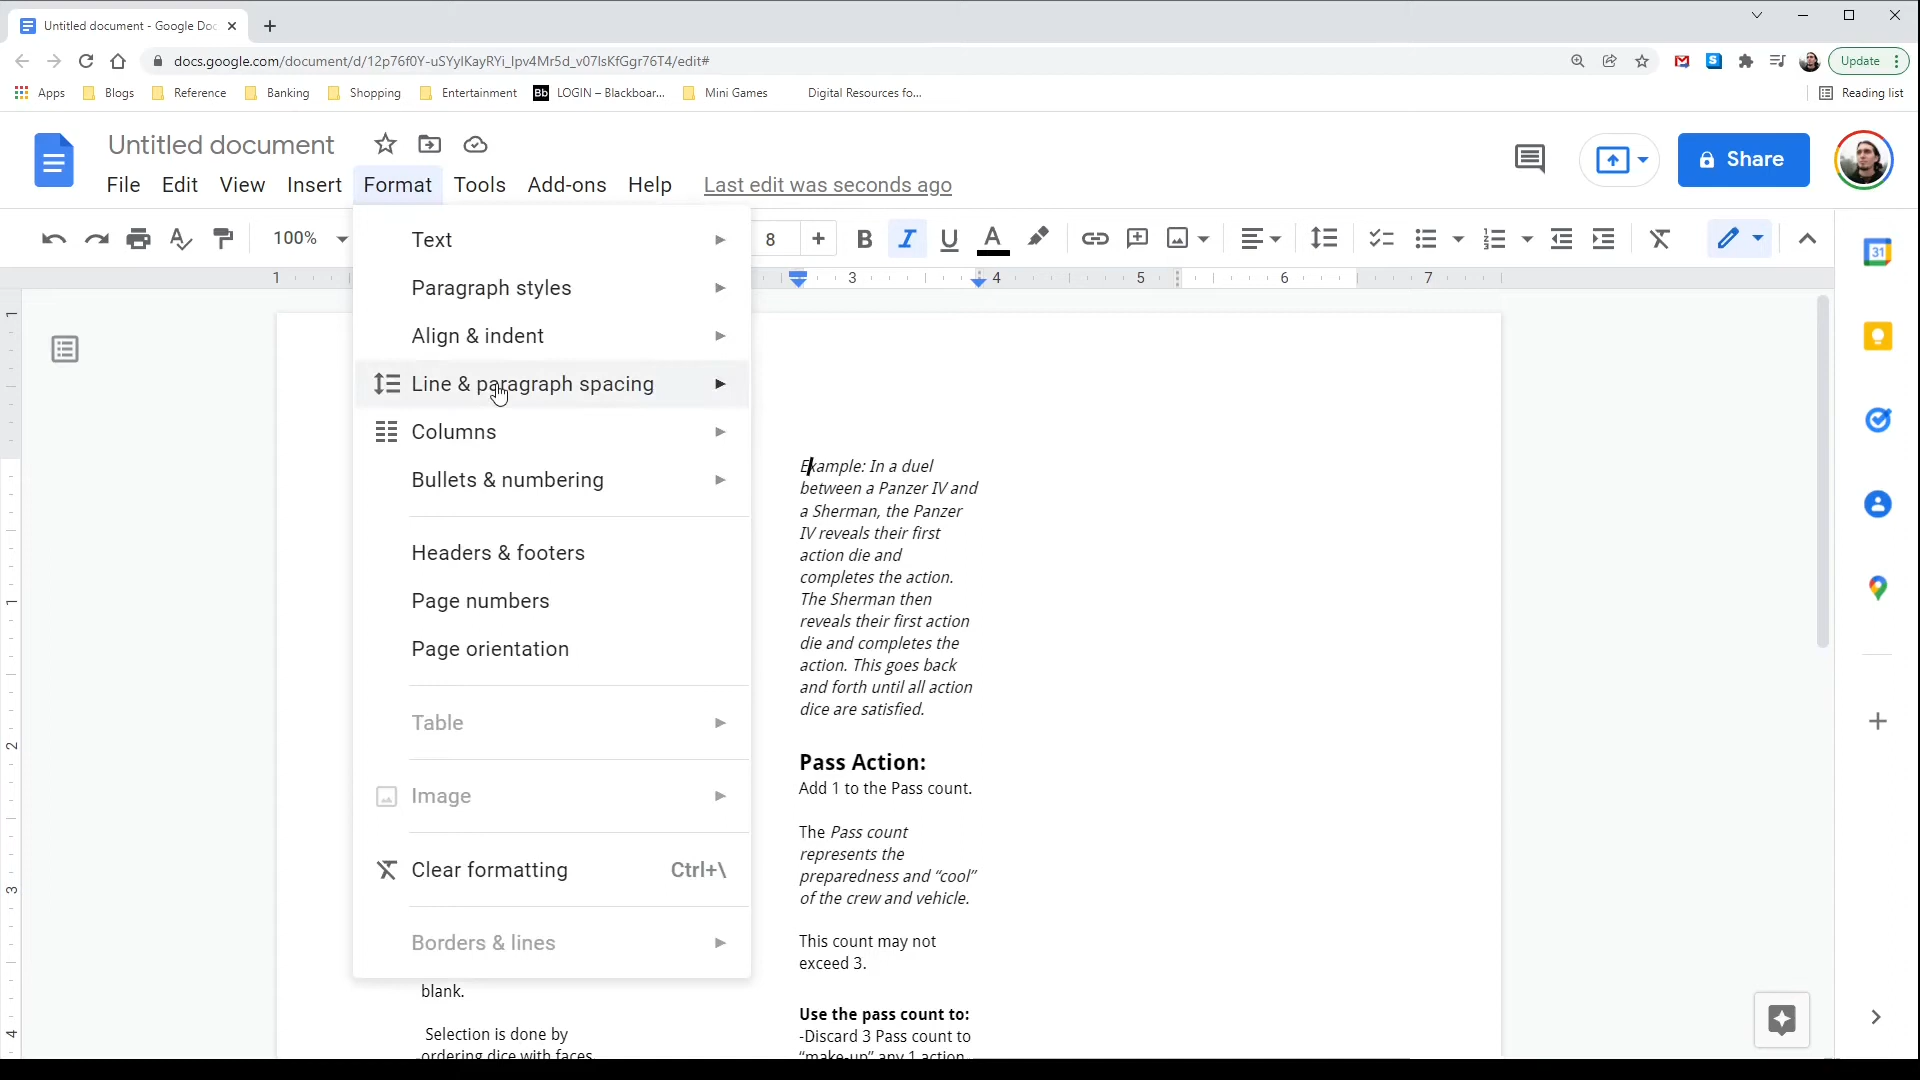 Untitled document - Google Doc
docs.google.com/document/d/12p76f0Y-uSYylKayRYi_lpv4Mr5d_v07lsKfGgr76T4/edit#
Update
Apps
Blogs
Reference
Banking
Shopping
Entertainment
Bb
LOGIN – Blackboar...
Mini Games
Digital Resources fo...
Reading list
Untitled document
Share
File
Edit
View
Insert
Format
Tools
Add-ons
Help
Last edit was seconds ago
100%
8
B
I
U
A
31
1
3
4
5
6
7
Text
Paragraph styles
Align & indent
Line & paragraph spacing
Columns
Bullets & numbering
Headers & footers
Page numbers
Page orientation
Table
Image
Clear formatting
Ctrl+\
Borders & lines
1
1
2
3
4
blank.
Selection is done by
ordering dice with faces
Example: In a duel
between a Panzer IV and
a Sherman, the Panzer
IV reveals their first
action die and
completes the action.
The Sherman then
reveals their first action
die and completes the
action. This goes back
and forth until all action
dice are satisfied.
Pass Action:
Add 1 to the Pass count.
The Pass count
represents the
preparedness and “cool”
of the crew and vehicle.
This count may not
exceed 3.
Use the pass count to:
-Discard 3 Pass count to
“make-up” any 1 action